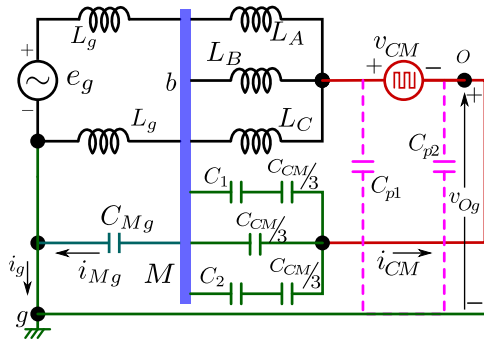 L_g
L_A
v_CM
O
+
e_g
−
b
L_B
+
−
L_g
L_C
+
C_1
C_CM/3
C_p1
C_p2
v_Og
C_Mg
C_CM/3
i_g
i_Mg
M
C_2
C_CM/3
i_CM
−
g